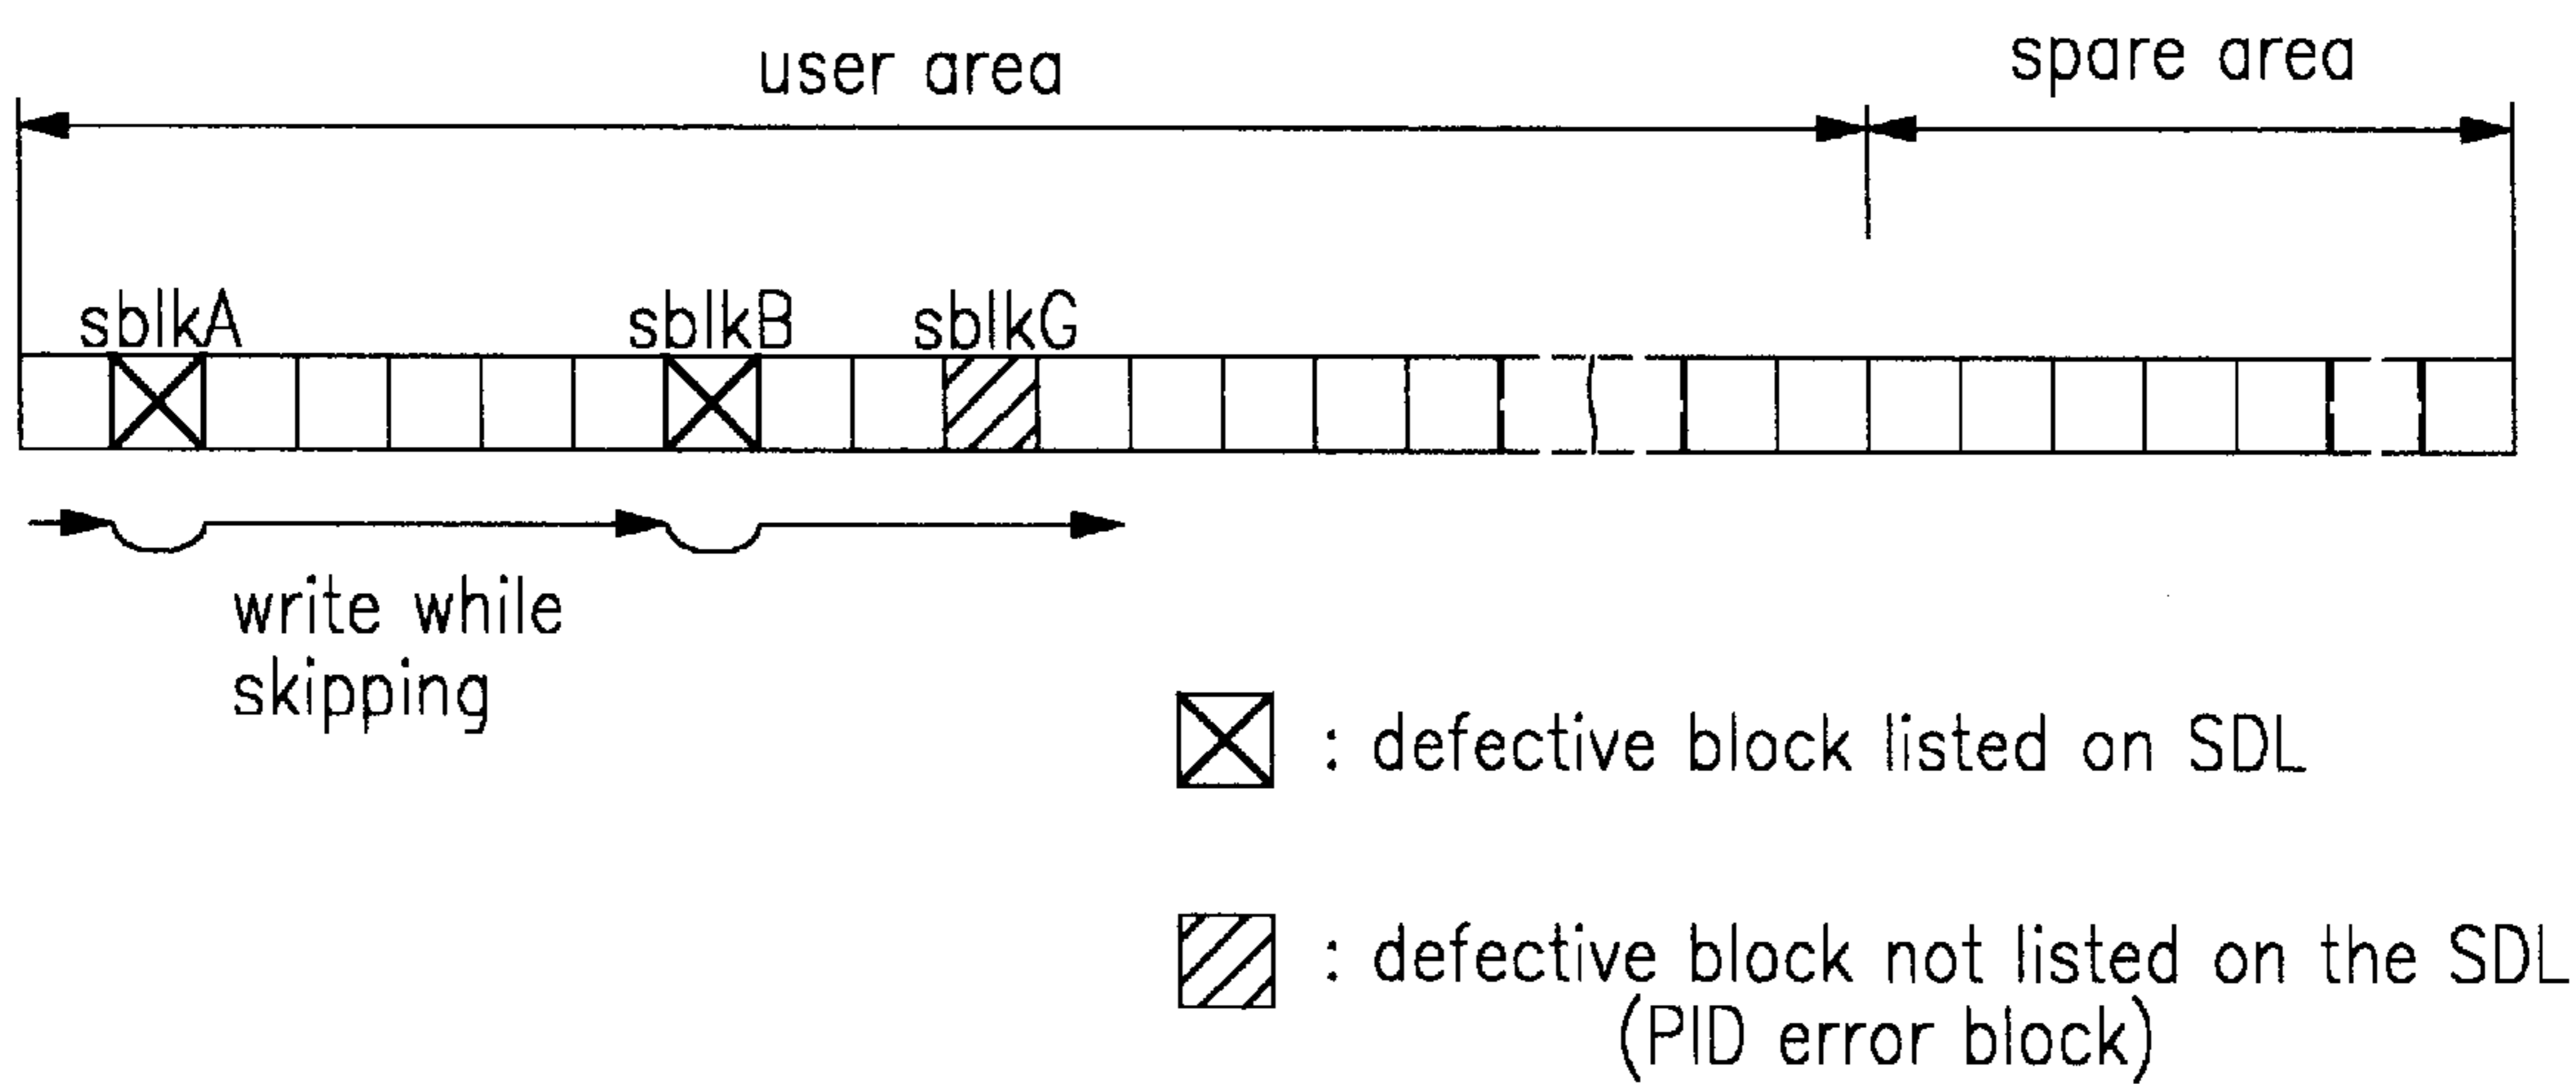 user area
spare area
sblkA
sblkB
sblkG
write while
skipping
: defective block listed on SDL
: defective block not listed on the SDL
(PID error block)